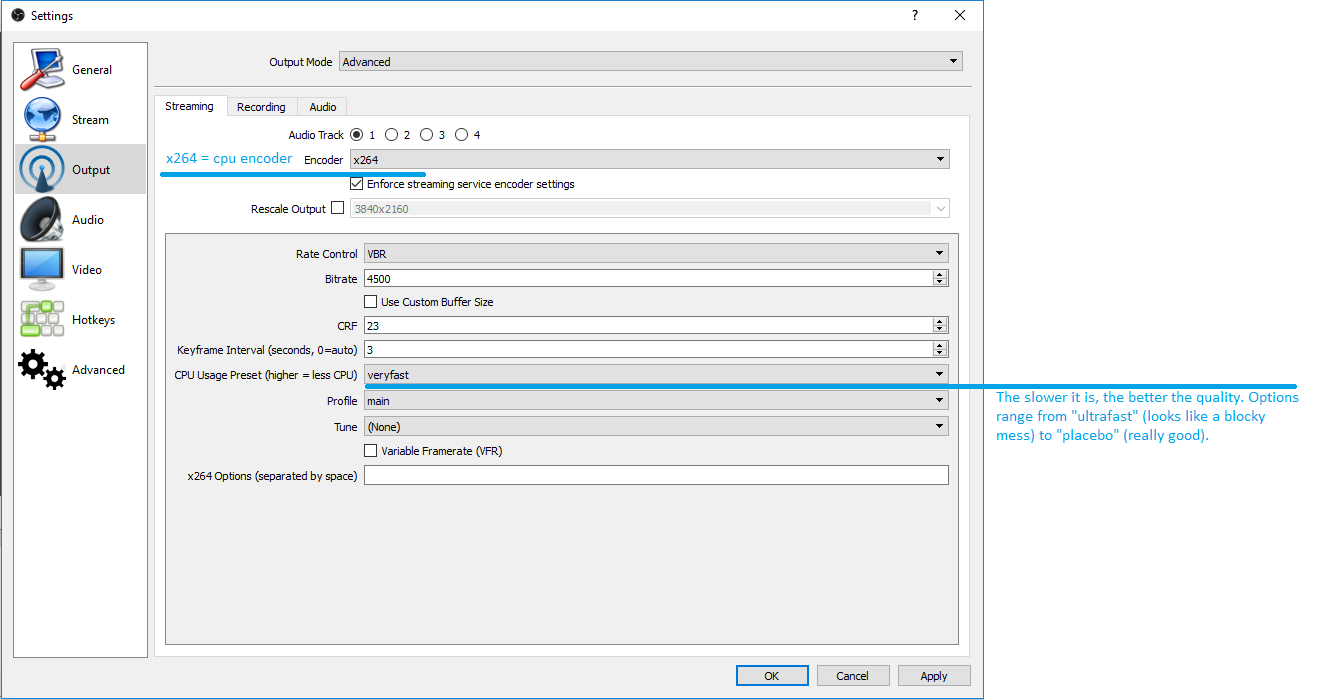 Settings
?
General
Stream
Output
Audio
Video
Hotkeys
Advanced
Output Mode Advanced
Streaming Recording Audio
Audio Track 1 2 3 4
x264 = cpu encoder Encoder x264
Enforce streaming service encoder settings
Rescale Output 3840x2160
Rate Control VBR
Bitrate 4500
Use Custom Buffer Size
CRF 23
Keyframe Interval (seconds, 0=auto) 3
CPU Usage Preset (higher = less CPU) veryfast
The slower it is, the better the quality. Options
range from "ultrafast" (looks like a blocky
mess) to "placebo" (really good).
Profile main
Tune (None)
Variable Framerate (VFR)
x264 Options (separated by space)
OK Cancel Apply